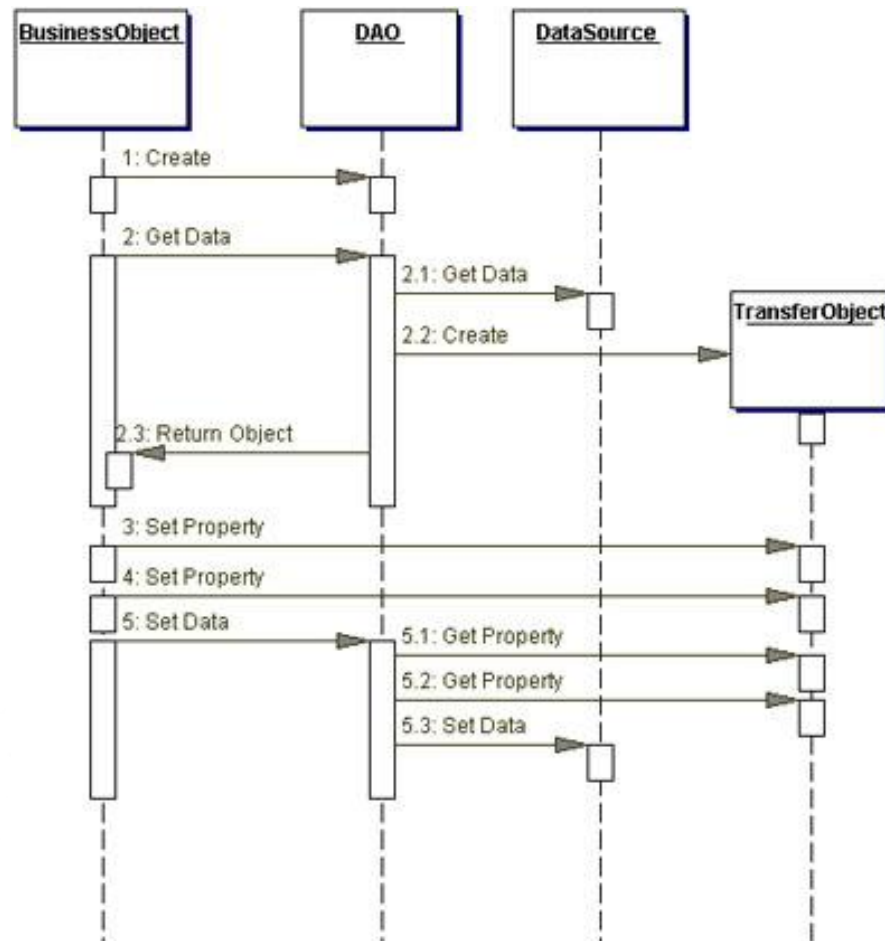 BusinessObject
DAO
DataSource
1: Create
2: Get Data
2.1: Get Data
TransferObject
2.2: Create
2.3: Return Object
3: Set Property
4: Set Property
5: Set Data
5.1: Get Property
5.2: Get Property
5.3: Set Data